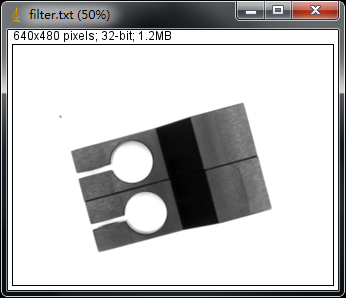 filter.txt (50%)
640x480 pixels; 32-bit; 1.2MB